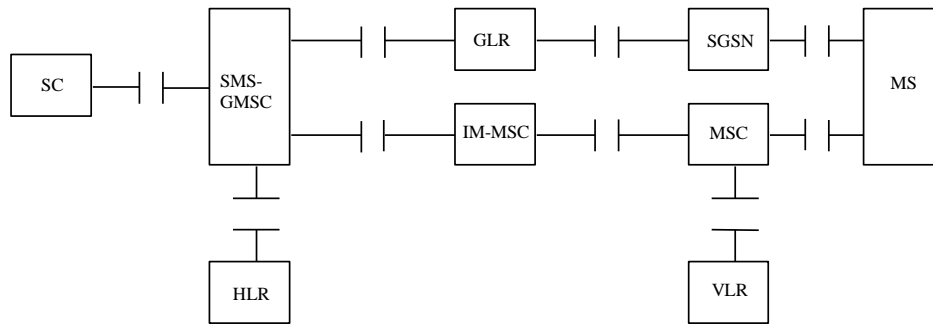 GLR
SGSN
SC
SMS-
GMSC
MS
IM-MSC
MSC
HLR
VLR